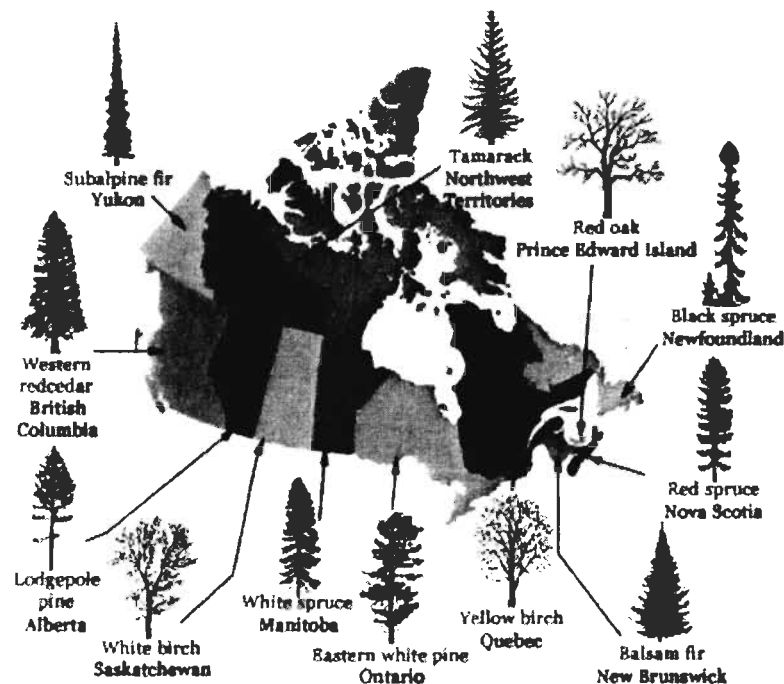 Subalpine fir
Yukon
Tamarack
Northwest
Territories
Red oak
Prince Edward Island
Black spruce
Newfoundland
Western
redcedar
British
Columbia
Red spruce
Nova Scotia
Lodgepole
pine
Alberta
White birch
Saskatchewan
White spruce
Manitoba
Eastern white pine
Ontario
Yellow birch
Quebec
Balsam fir
New Brunswick